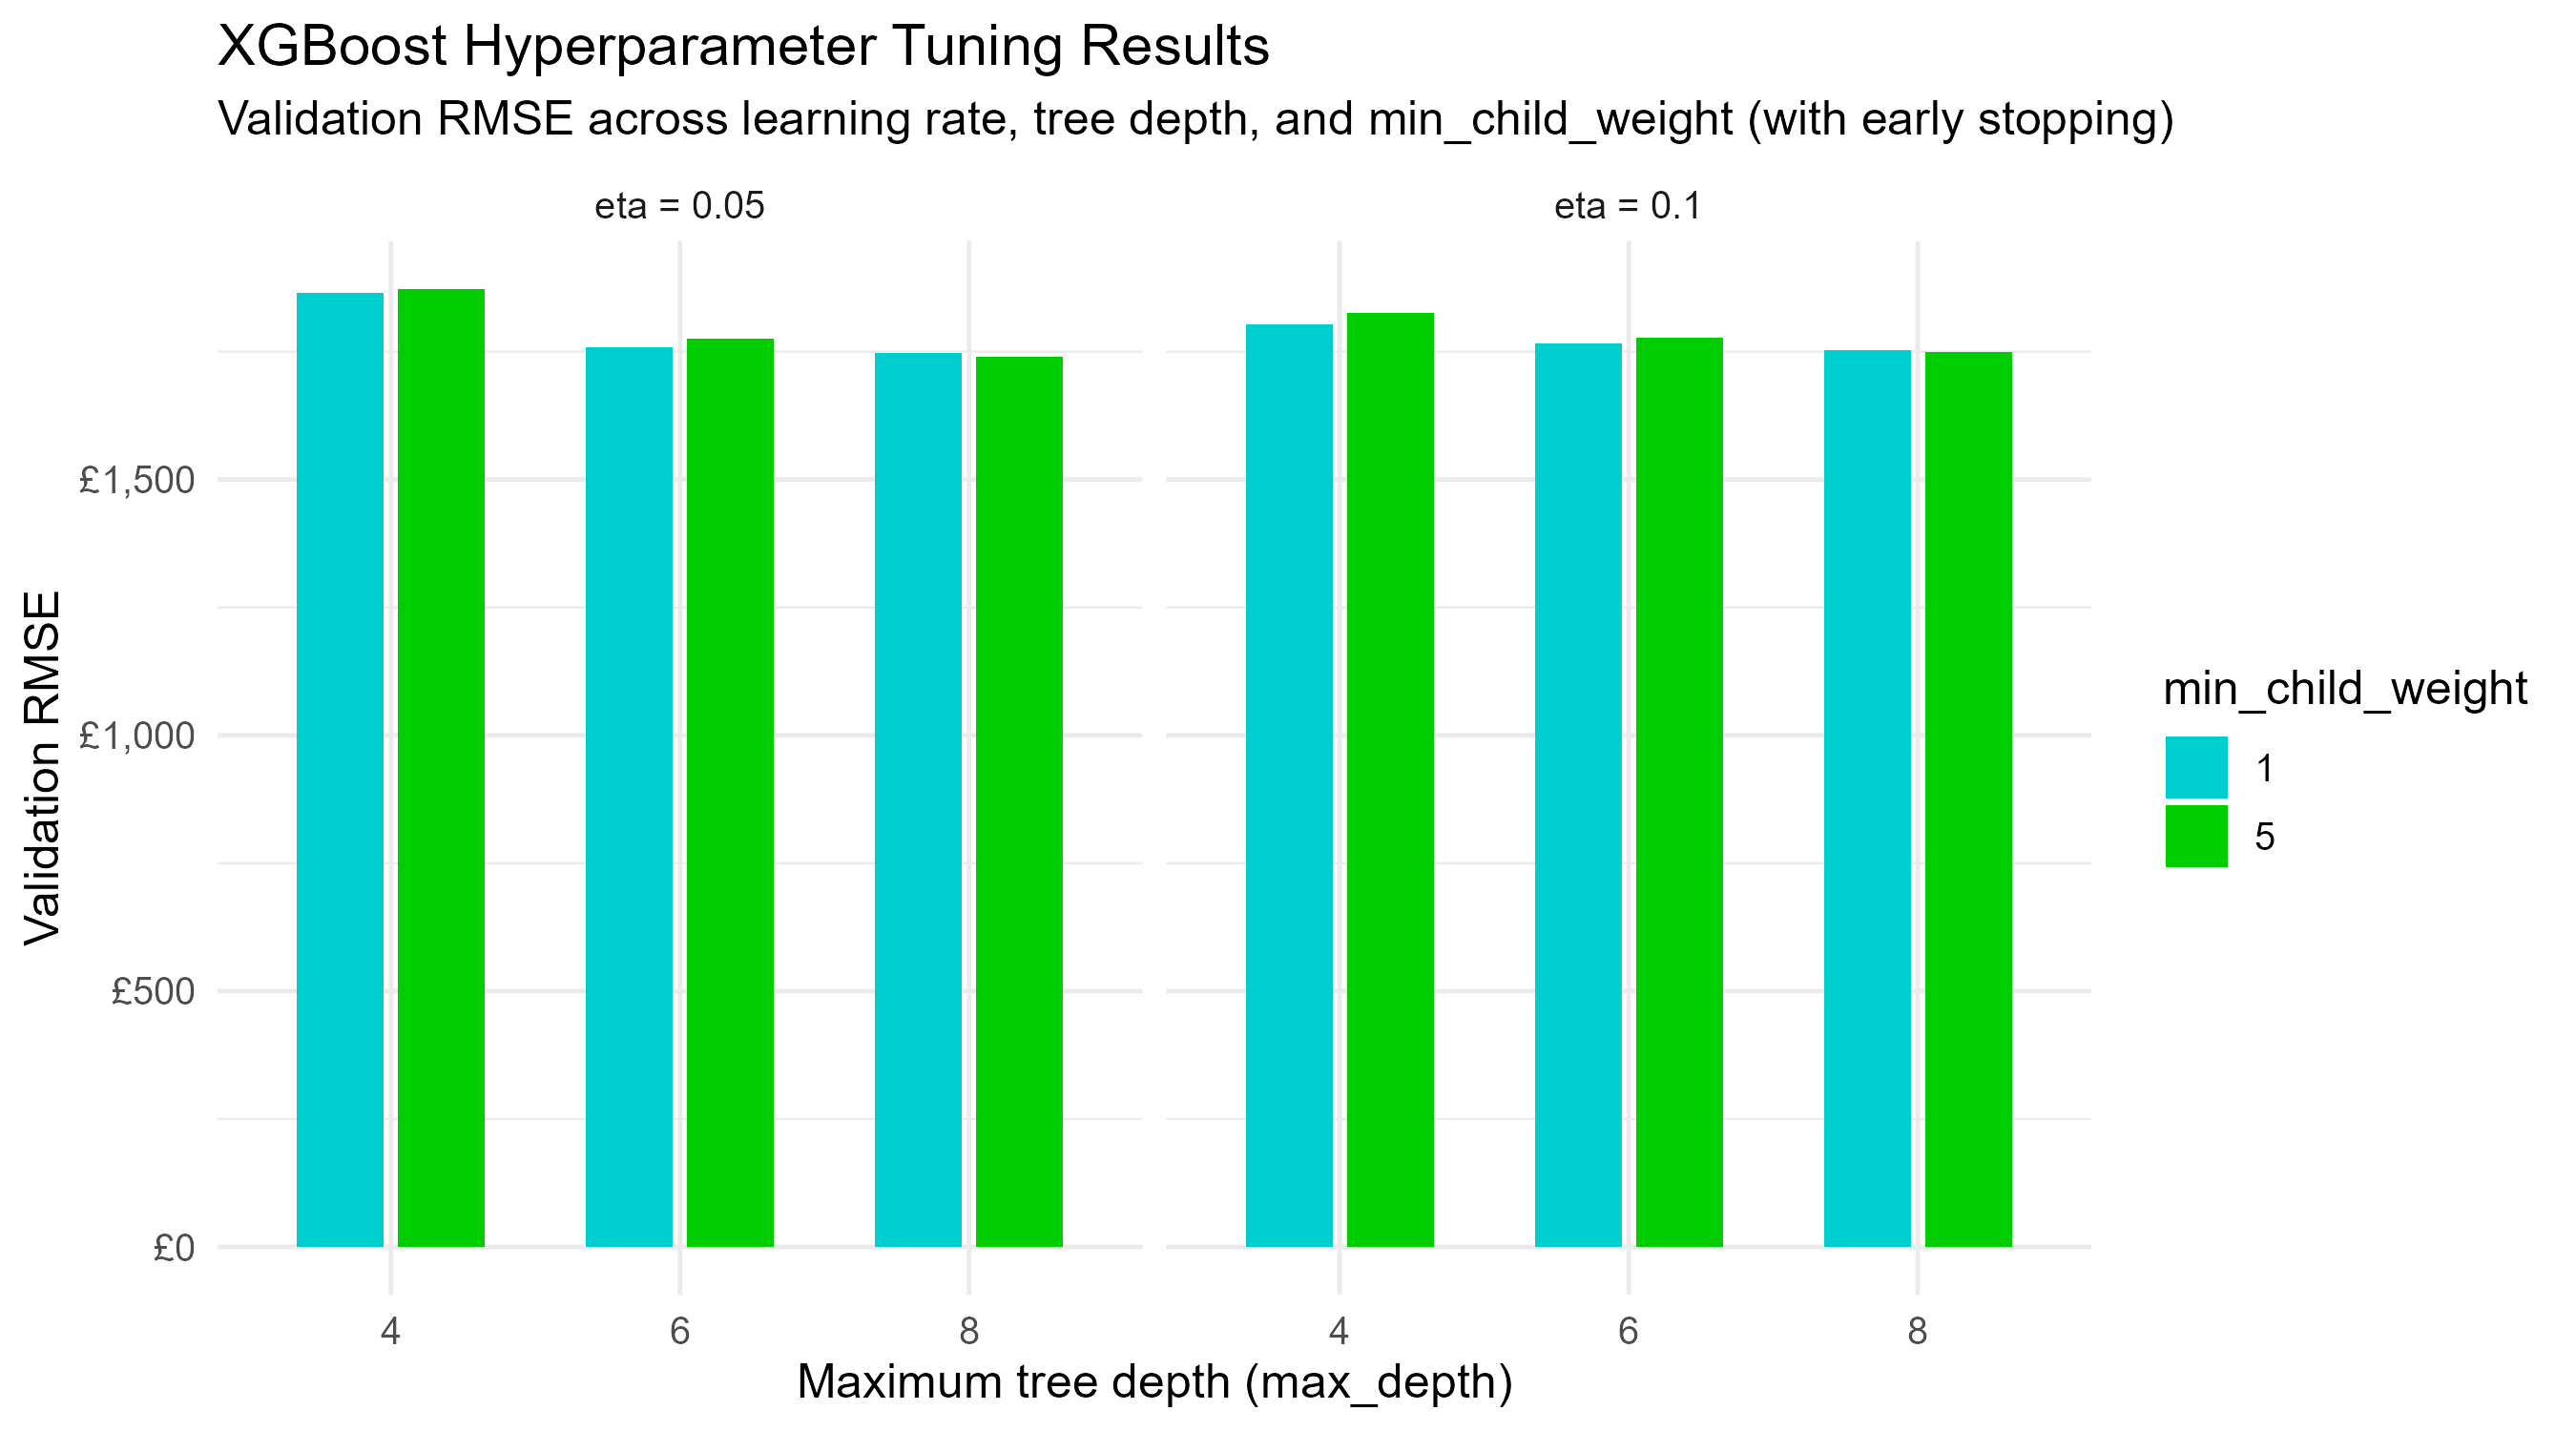 XGBoost Hyperparameter Tuning Results
Validation RMSE across learning rate, tree depth, and min_child_weight (with early stopping)
eta = 0.05
eta = 0.1
Validation RMSE
£1,500
£1,000
£500
£0
4
6
8
4
6
8
Maximum tree depth (max_depth)
min_child_weight
1
5